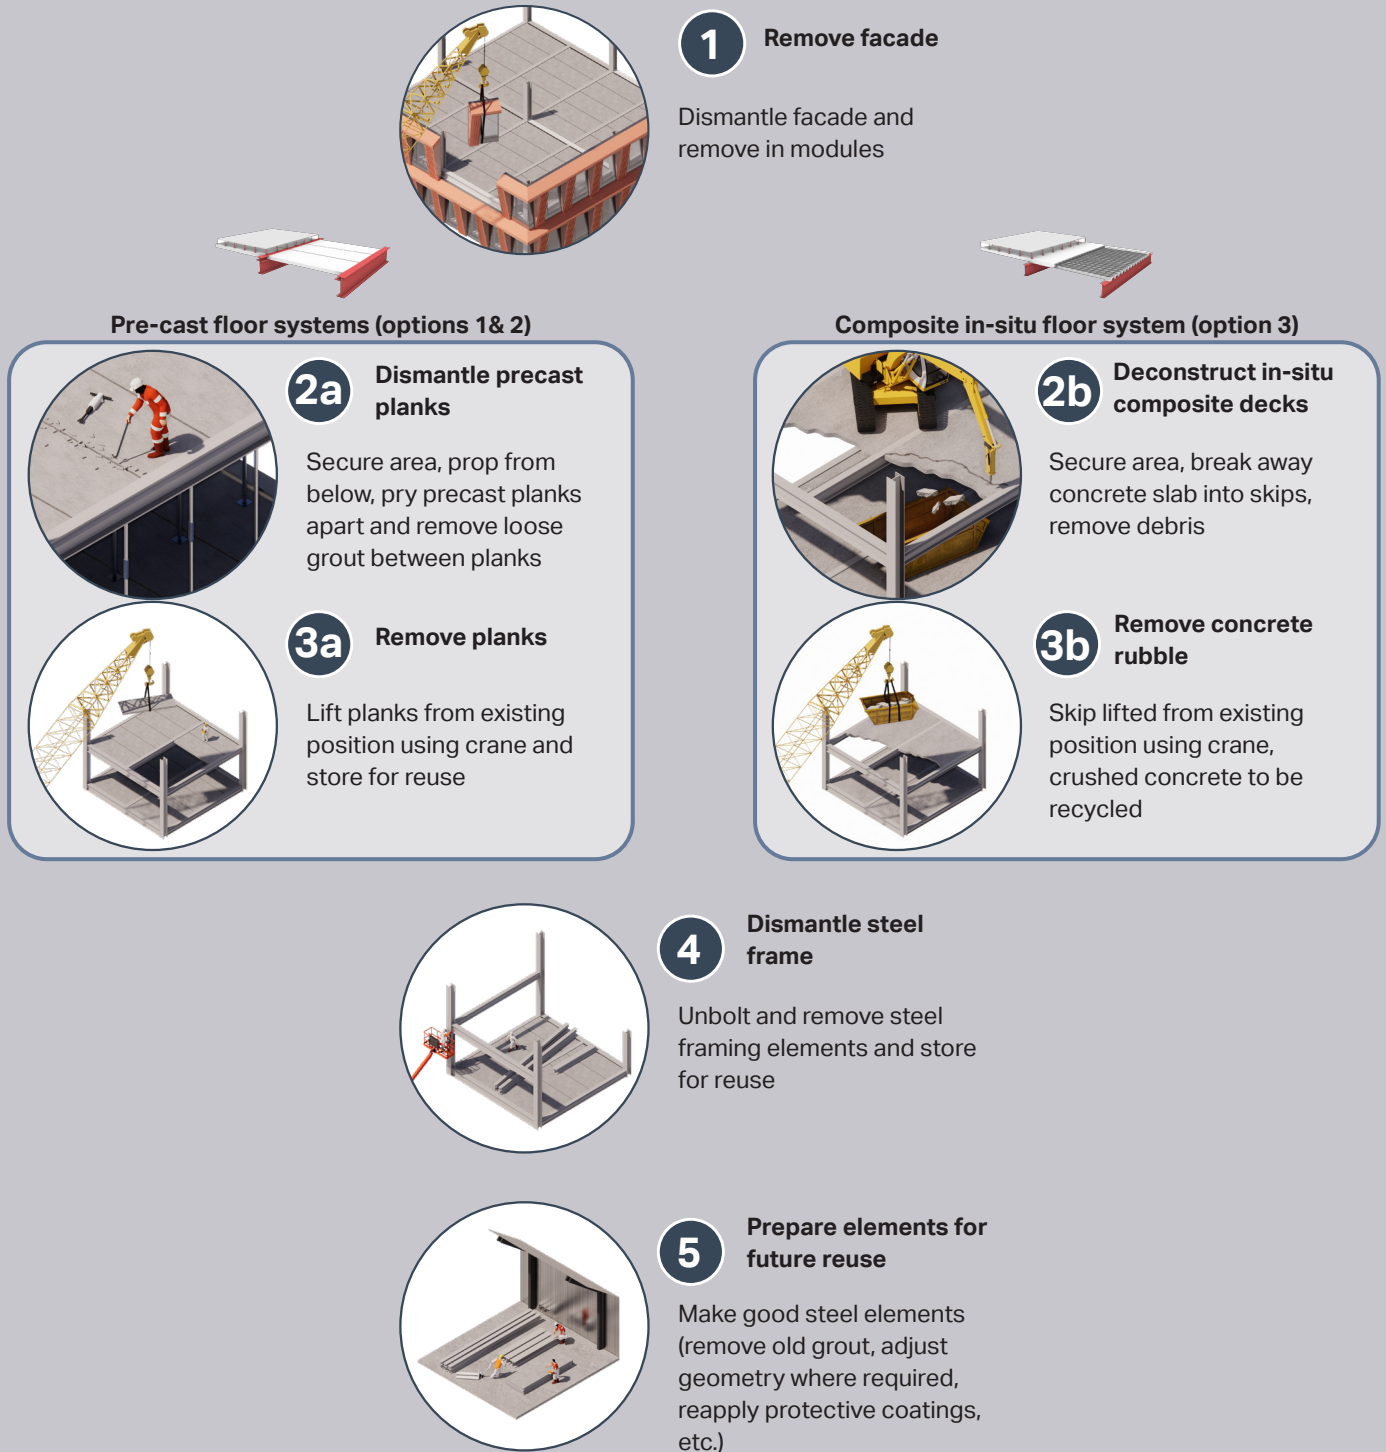 1
Remove facade
Dismantle facade and
remove in modules
Pre-cast floor systems (options 1& 2)
2a
Dismantle precast
planks
Secure area, prop from
below, pry precast planks
apart and remove loose
grout between planks
3a
Remove planks
Lift planks from existing
position using crane and
store for reuse
Composite in-situ floor system (option 3)
2b
Deconstruct in-situ
composite decks
Secure area, break away
concrete slab into skips,
remove debris
3b
Remove concrete
rubble
Skip lifted from existing
position using crane,
crushed concrete to be
recycled
4
Dismantle steel
frame
Unbolt and remove steel
framing elements and store
for reuse
5
Prepare elements for
future reuse
Make good steel elements
(remove old grout, adjust
geometry where required,
reapply protective coatings,
etc.)